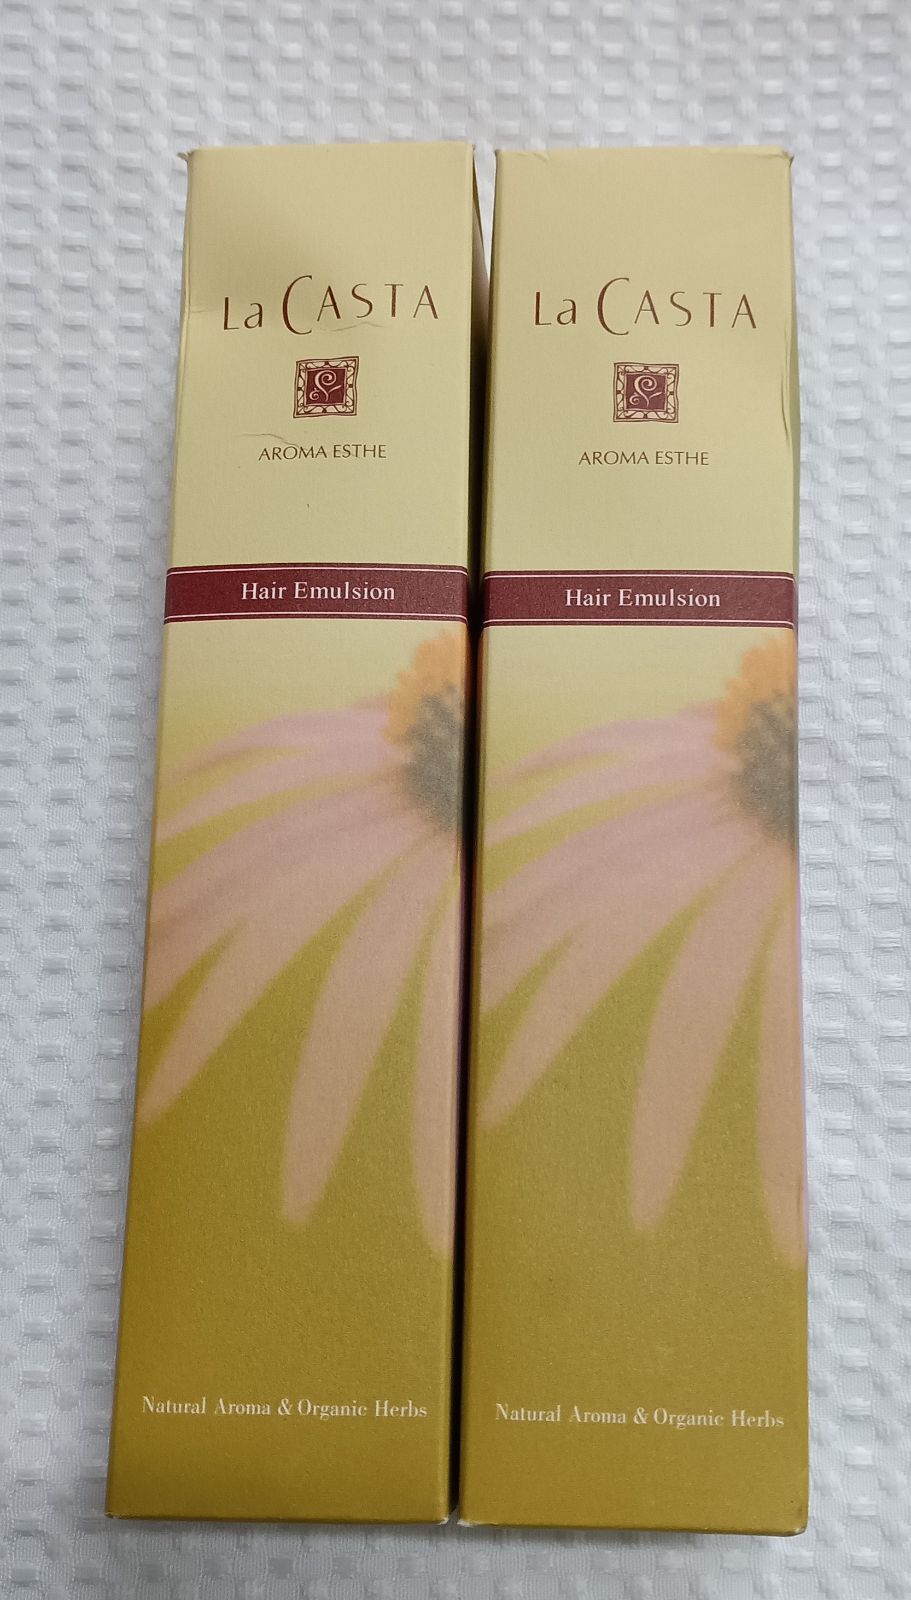 La CASTA
AROMA ESTHE
Hair Emulsion
Natural Aroma & Organic Herbs
La CASTA
AROMA ESTHE
Hair Emulsion
Natural Aroma & Organic Herbs